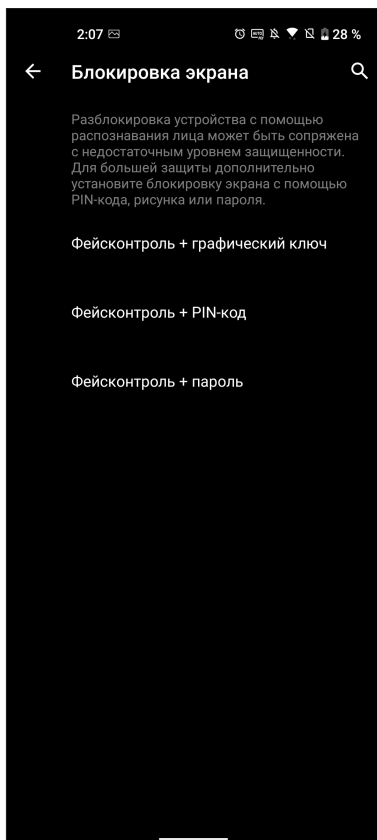 2:07 28 %
Блокировка экрана
Разблокировка устройства с помощью
распознавания лица может быть сопряжена
с недостаточным уровнем защищенности.
Для большей защиты дополнительно
установите блокировку экрана с помощью
PIN-кода, рисунка или пароля.
Фейсконтроль + графический ключ
Фейсконтроль + PIN-код
Фейсконтроль + пароль